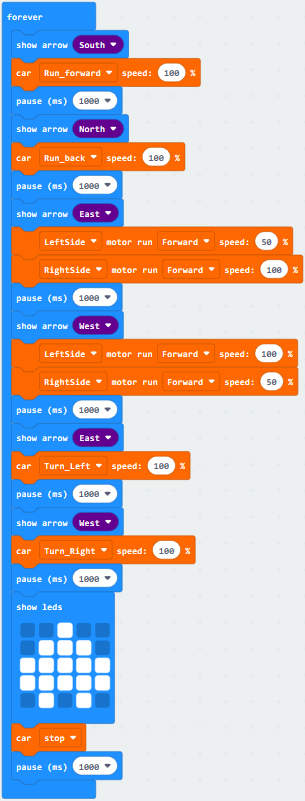 forever
show arrow South
car Run_forward speed: 100 %
pause (ms) 1000
show arrow North
car Run_back speed: 100 %
pause (ms) 1000
show arrow East
LeftSide motor run Forward speed: 50 %
RightSide motor run Forward speed: 100 %
pause (ms) 1000
show arrow West
LeftSide motor run Forward speed: 100 %
RightSide motor run Forward speed: 50 %
pause (ms) 1000
show arrow East
car Turn_Left speed: 100 %
pause (ms) 1000
show arrow West
car Turn_Right speed: 100 %
pause (ms) 1000
show leds
car stop
pause (ms) 1000